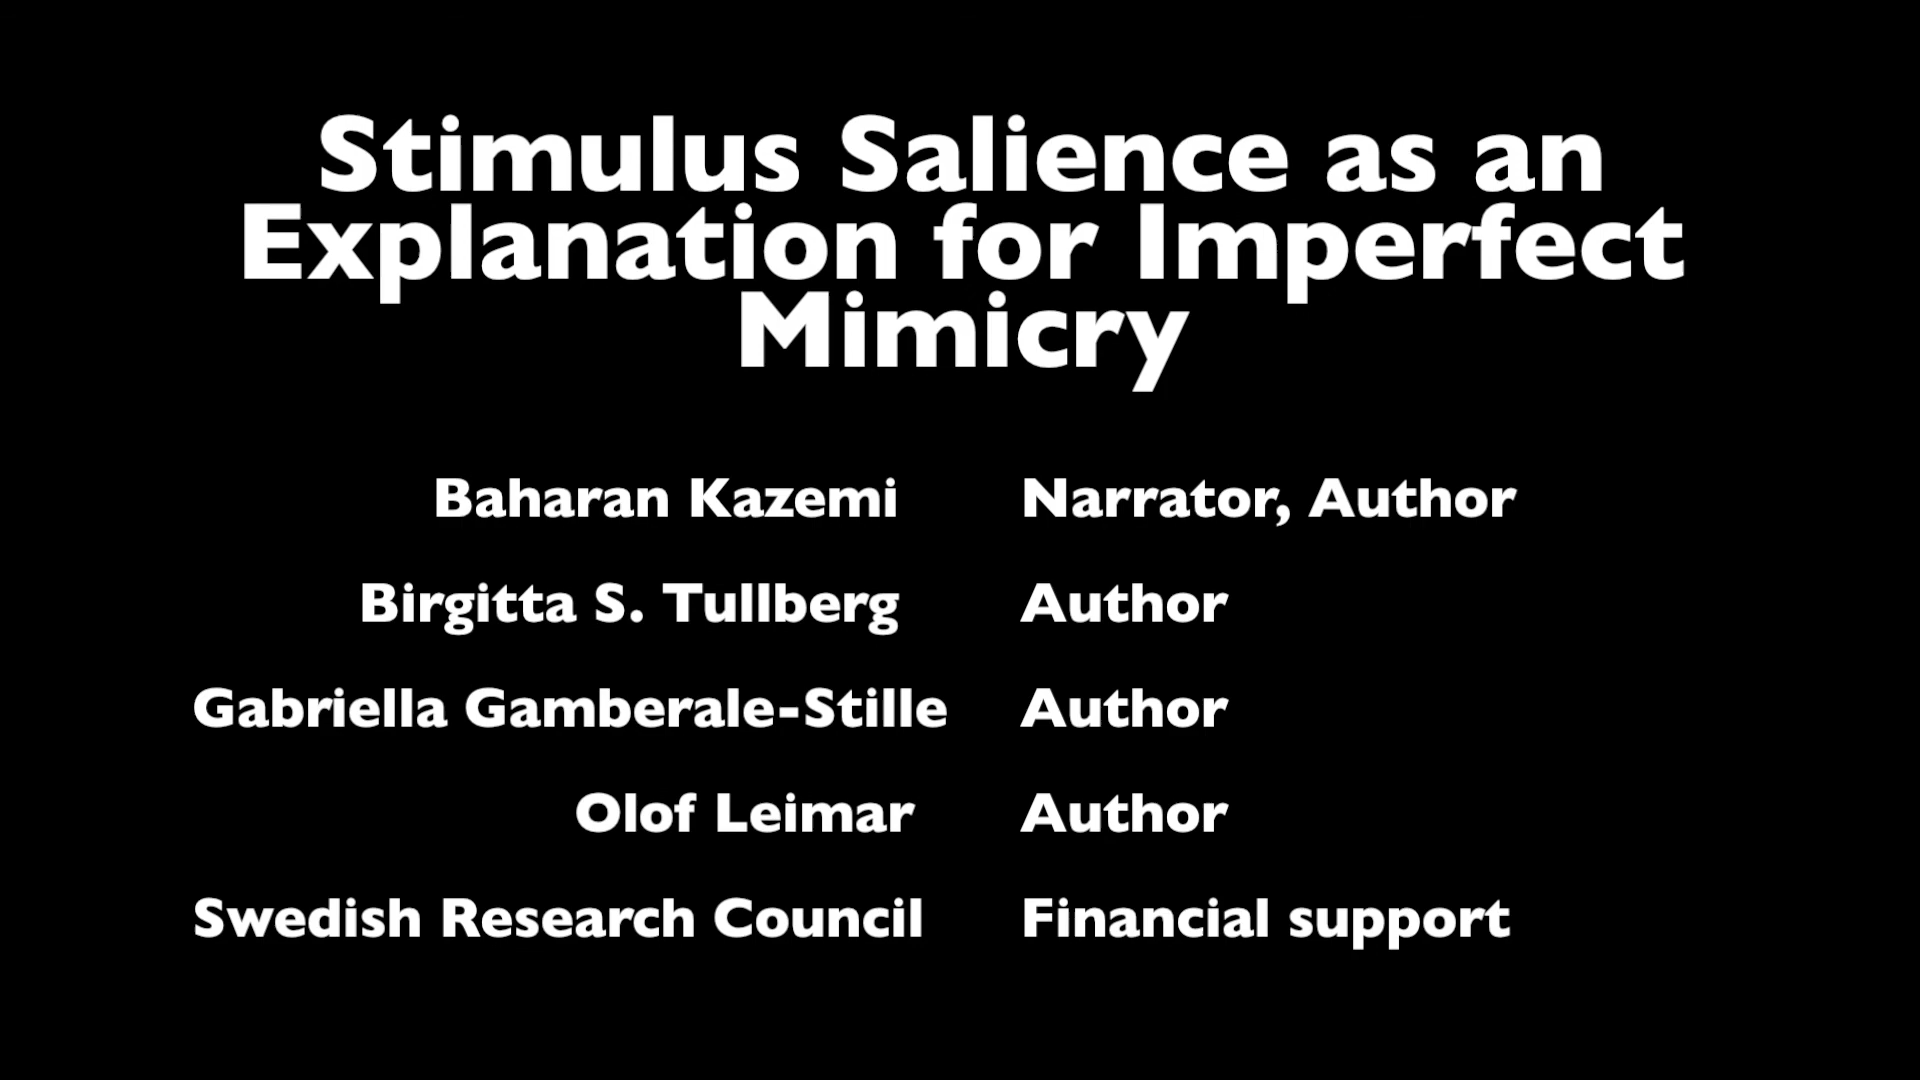 Stimulus Salience as an
Explanation for Imperfect
Mimicry
Baharan Kazemi Narrator, Author
Birgitta S. Tullberg Author
Gabriella Gamberale-Stille Author
Olof Leimar Author
Swedish Research Council Financial support